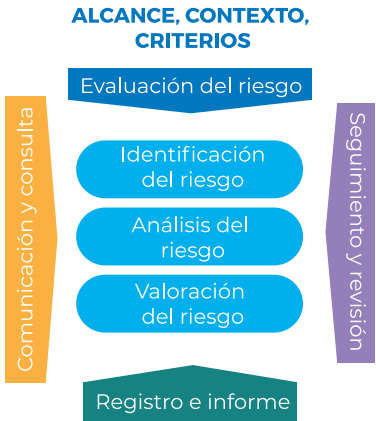 ALCANCE, CONTEXTO,
CRITERIOS
Evaluación del riesgo
Comunicación y consulta
Identificación
del riesgo
Análisis del
riesgo
Valoración
del riesgo
Seguimiento y revisión
Registro e informe